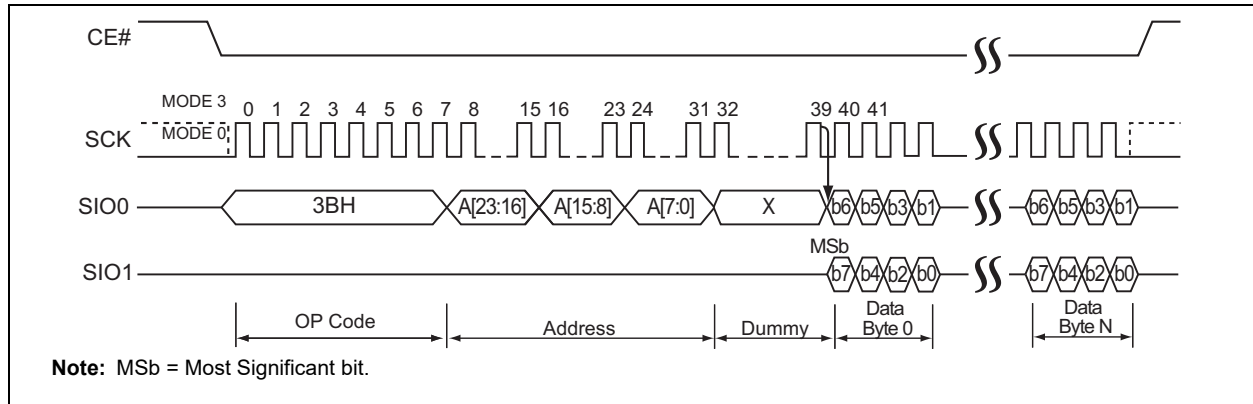 CE#
MODE 3
0 1 2 3 4 5 6 7 8 15 16 23 24 31 32 39 40 41
SCK
MODE 0
SIO0
3BH
A[23:16]
A[15:8]
A[7:0]
X
b6 b5 b3 b1
b6 b5 b3 b1
MSb
SIO1
b7 b4 b2 b0
b7 b4 b2 b0
OP Code
Address
Dummy
Data
Byte 0
Data
Byte N
Note: MSb = Most Significant bit.